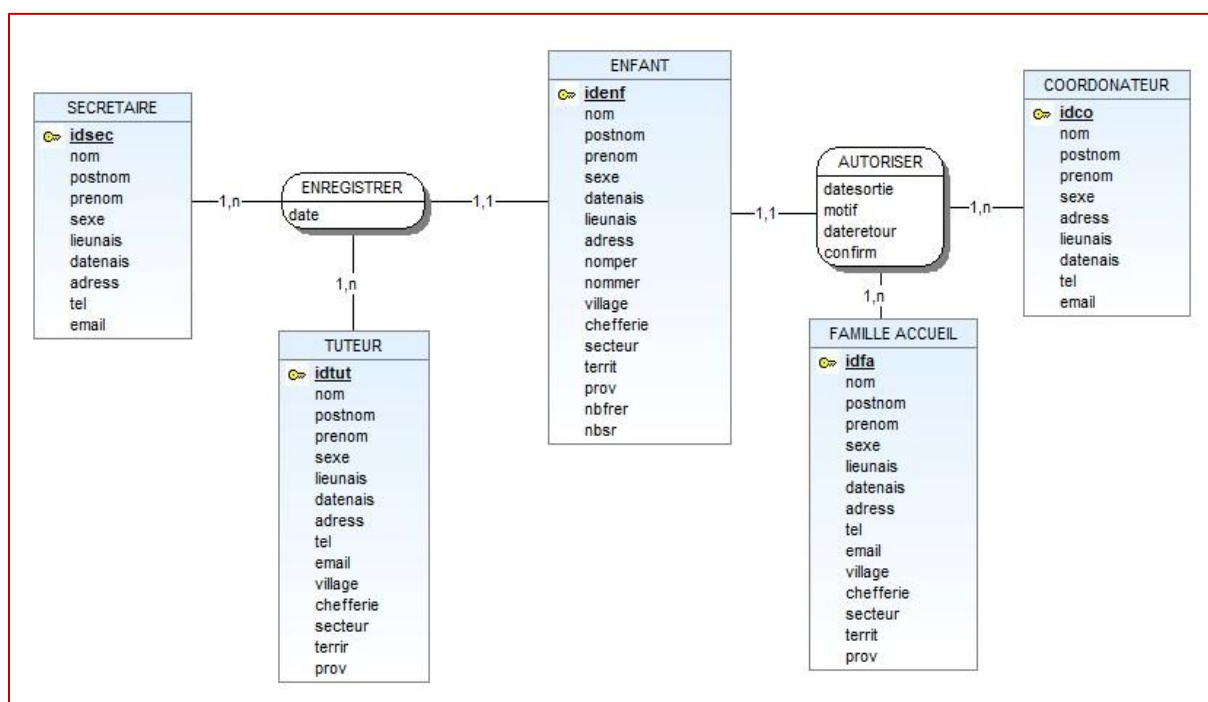 SECRETAIRE
idsec
nom
postnom
prenom
sexe
lieunais
datenais
adress
tel
email
1,n
ENREGISTRER
date
1,n
1,1
TUTEUR
idtut
nom
postnom
prenom
sexe
lieunais
datenais
adress
tel
email
village
chefferie
secteur
terrir
prov
ENFANT
idenf
nom
postnom
prenom
sexe
datenais
lieunais
adress
nomper
nommer
village
chefferie
secteur
territ
prov
nbfrer
nbsr
1,1
AUTORISER
datesortie
motif
dateretour
confirm
1,n
1,n
FAMILLE ACCUEIL
idfa
nom
postnom
prenom
sexe
lieunais
datenais
adress
tel
email
village
chefferie
secteur
territ
prov
COORDONATEUR
idco
nom
postnom
prenom
sexe
adress
lieunais
datenais
tel
email